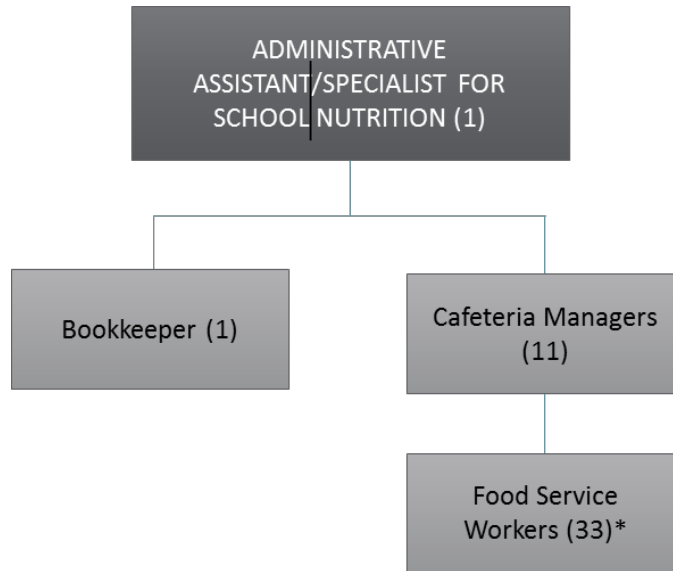 ADMINISTRATIVE
ASSISTANT/SPECIALIST FOR
SCHOOL NUTRITION (1)
Bookkeeper (1)
Cafeteria Managers
(11)
Food Service
Workers (33)*